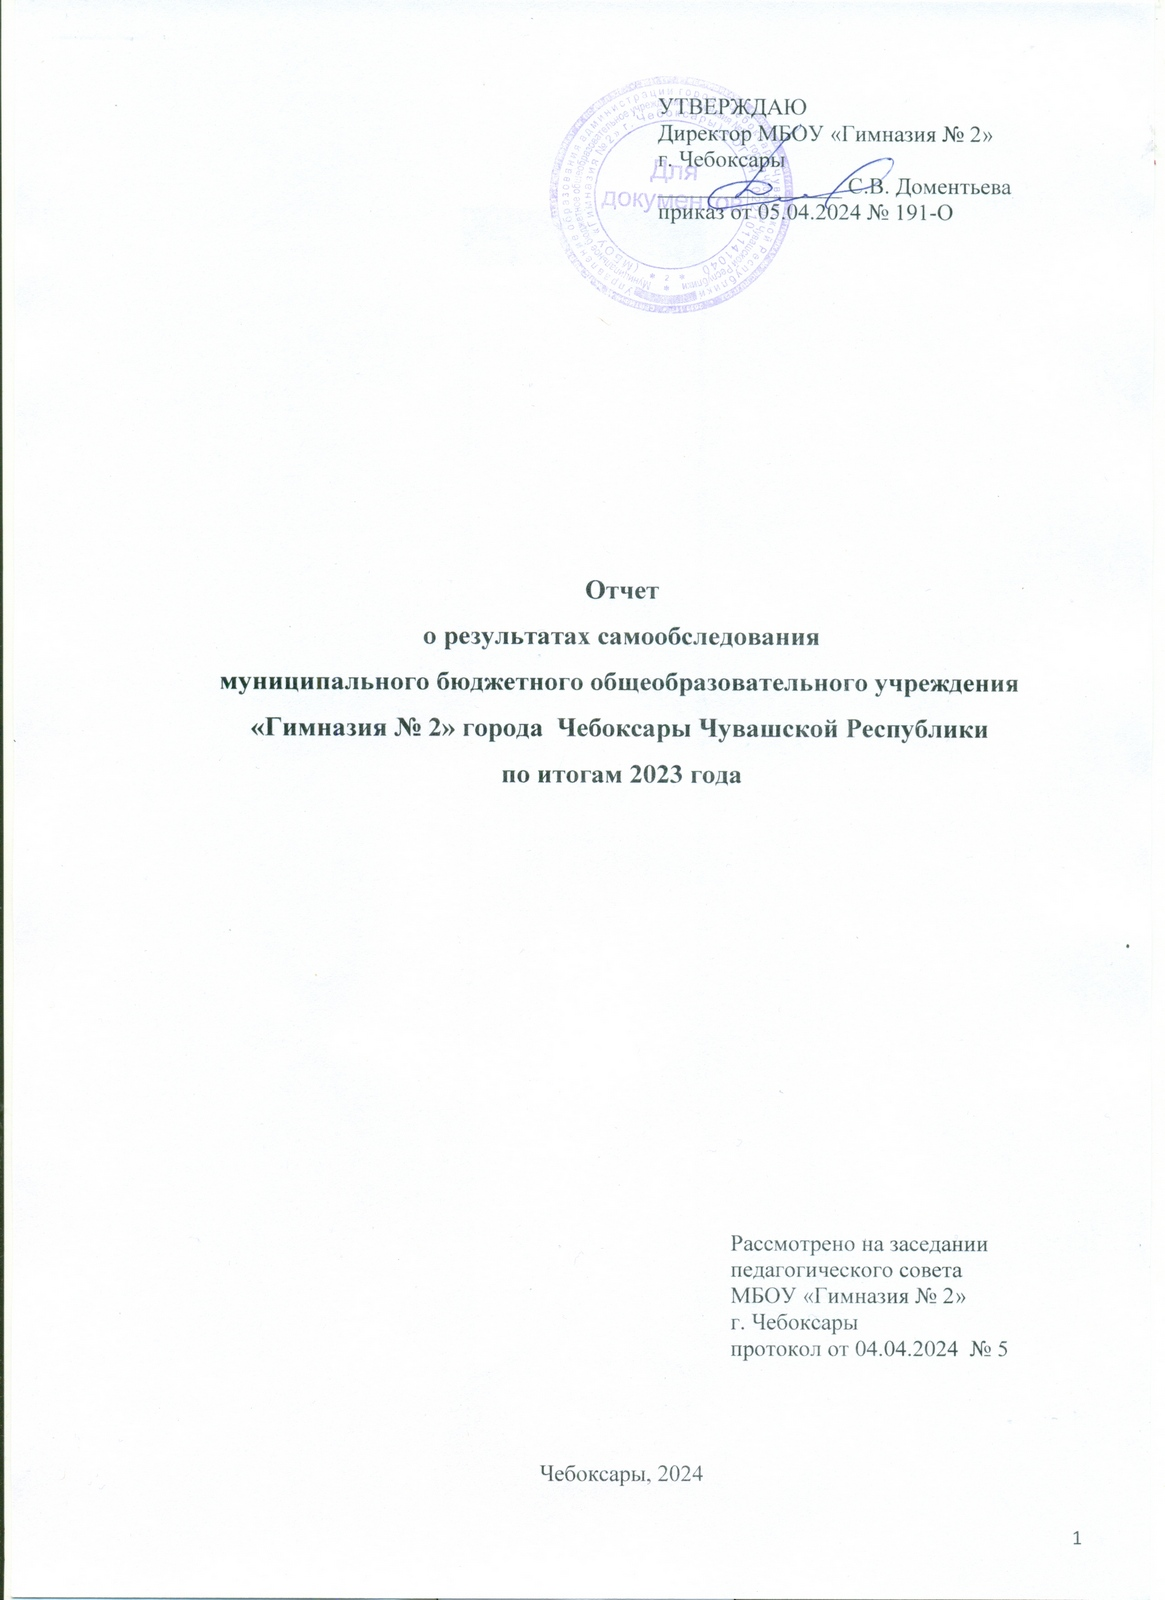 УТВЕРЖДАЮ
Директор МБОУ «Гимназия № 2»
г. Чебоксары
С.В. Доментьева
приказ от 05.04.2024 № 191-О
Для
документов
Отчет
о результатах самообследования
муниципального бюджетного общеобразовательного учреждения
«Гимназия № 2» города Чебоксары Чувашской Республики
по итогам 2023 года
Рассмотрено на заседании
педагогического совета
МБОУ «Гимназия № 2»
г. Чебоксары
протокол от 04.04.2024 № 5
Чебоксары, 2024
1